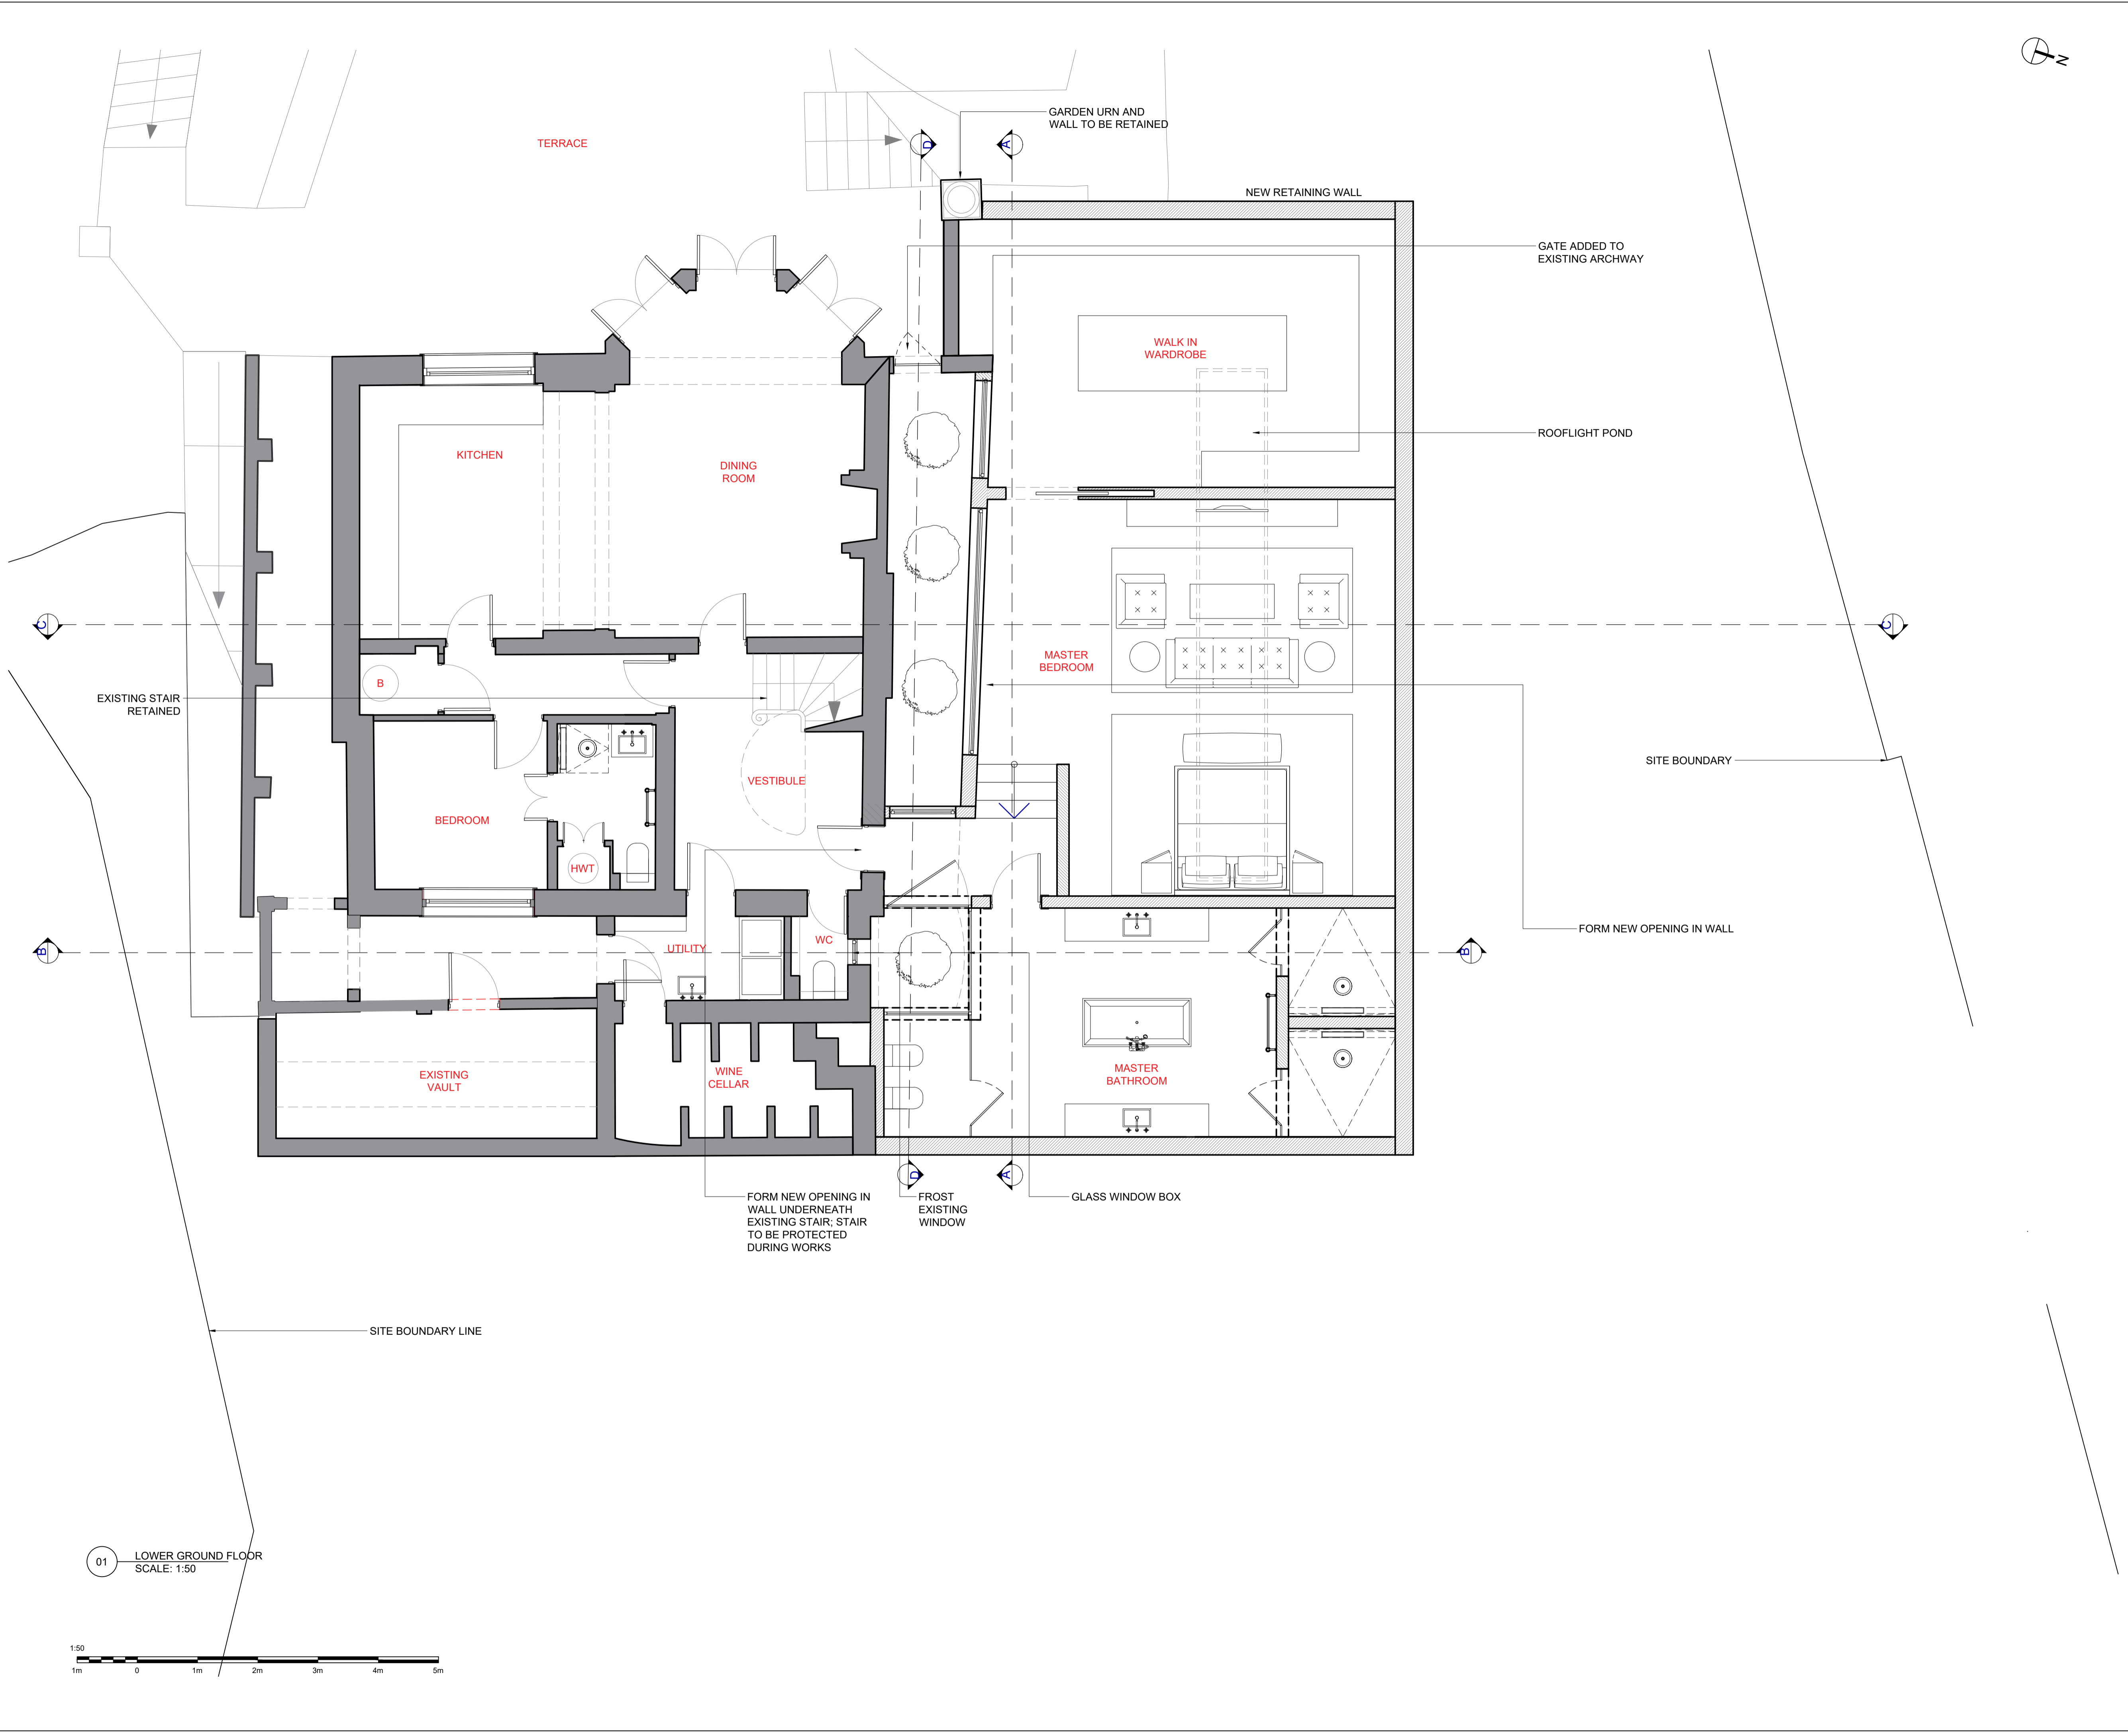 N
GARDEN URN AND
WALL TO BE RETAINED
TERRACE
D
A
NEW RETAINING WALL
GATE ADDED TO
EXISTING ARCHWAY
WALK IN
WARDROBE
ROOFLIGHT POND
KITCHEN
DINING
ROOM
C
C
MASTER
BEDROOM
B
EXISTING STAIR
RETAINED
SITE BOUNDARY
VESTIBULE
BEDROOM
HWT
FORM NEW OPENING IN WALL
WC
UTILITY
B
B
EXISTING
VAULT
WINE
CELLAR
MASTER
BATHROOM
D
A
FORM NEW OPENING IN
WALL UNDERNEATH
EXISTING STAIR; STAIR
TO BE PROTECTED
DURING WORKS
FROST
EXISTING
WINDOW
GLASS WINDOW BOX
SITE BOUNDARY LINE
01
LOWER GROUND FLOOR
SCALE: 1:50
1:50
1m 0 1m 2m 3m 4m 5m